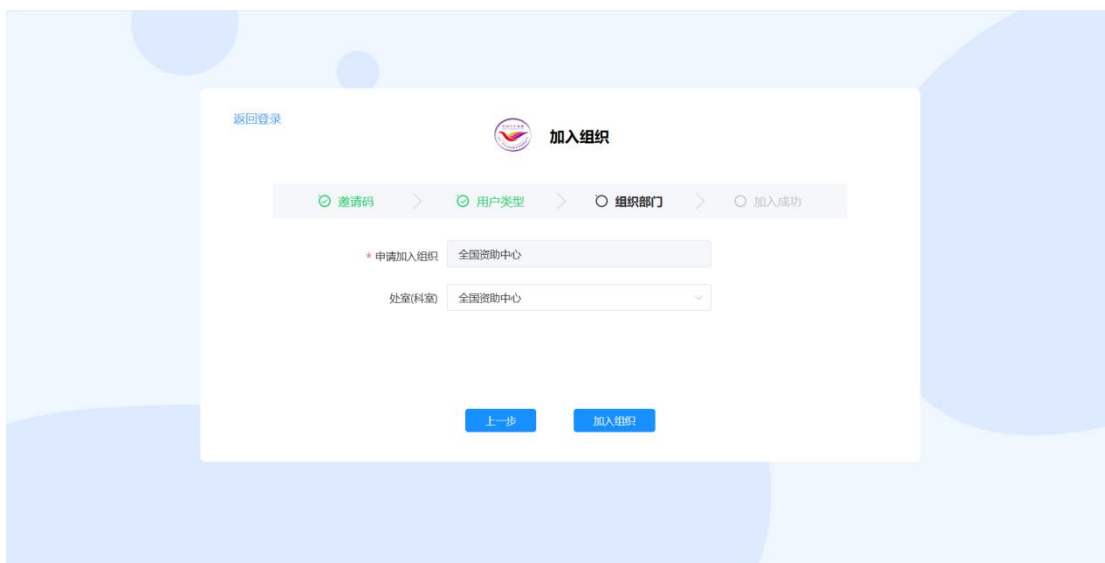 返回登录
加入组织
邀请码 用户类型 组织部门 加入成功
* 申请加入组织 全国资助中心
处室(科室) 全国资助中心
上一步 加入组织